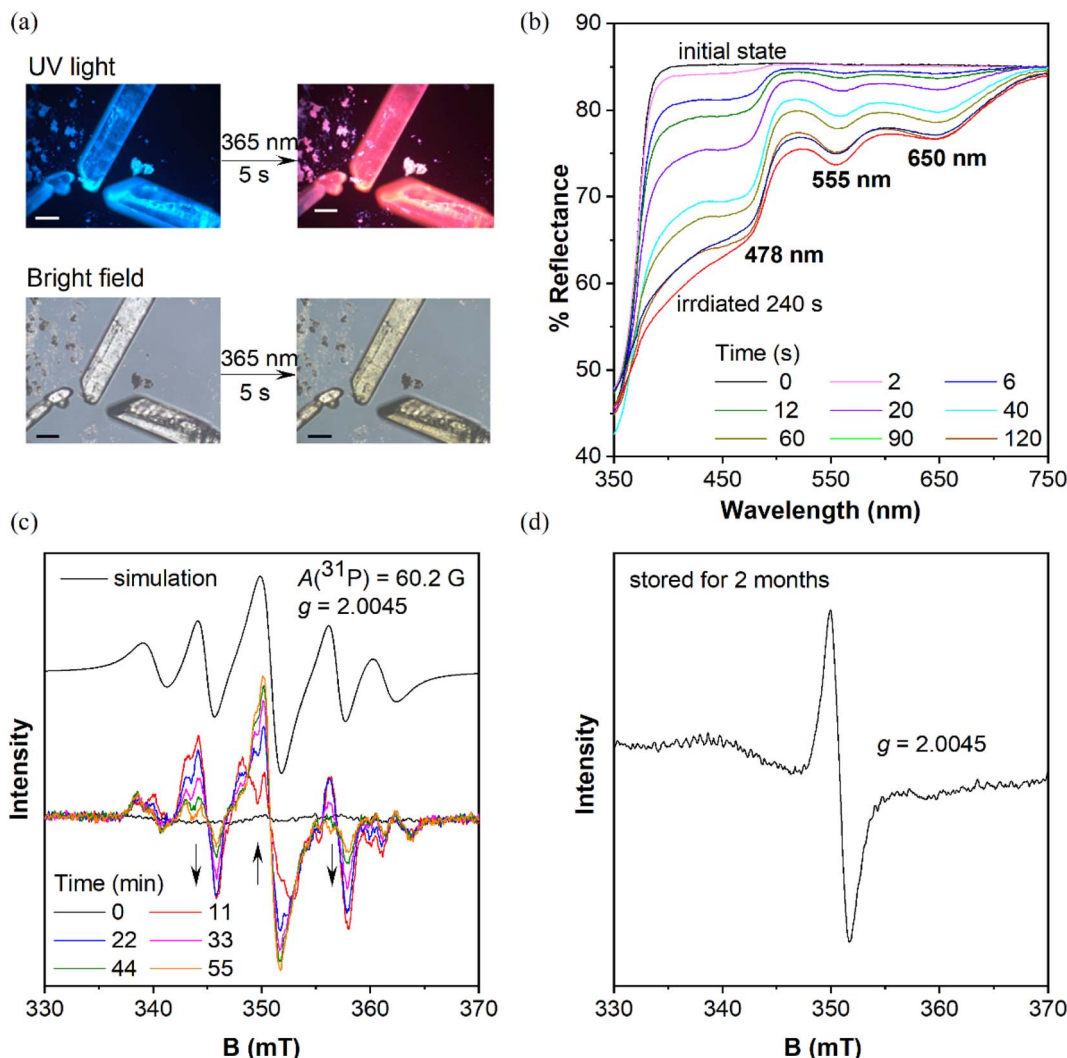 (a)
UV light
365 nm
5 s
Bright field
365 nm
5 s
(b)
% Reflectance
90
80
70
60
50
40
initial state
650 nm
555 nm
478 nm
irrdiated 240 s
Time (s)
0 2 6
12 20 40
60 90 120
350 450 550 650 750
Wavelength (nm)
(c)
Intensity
simulation
A(³¹P) = 60.2 G
g = 2.0045
Time (min)
0 11
22 33
44 55
330 340 350 360 370
B (mT)
(d)
Intensity
stored for 2 months
g = 2.0045
330 340 350 360 370
B (mT)